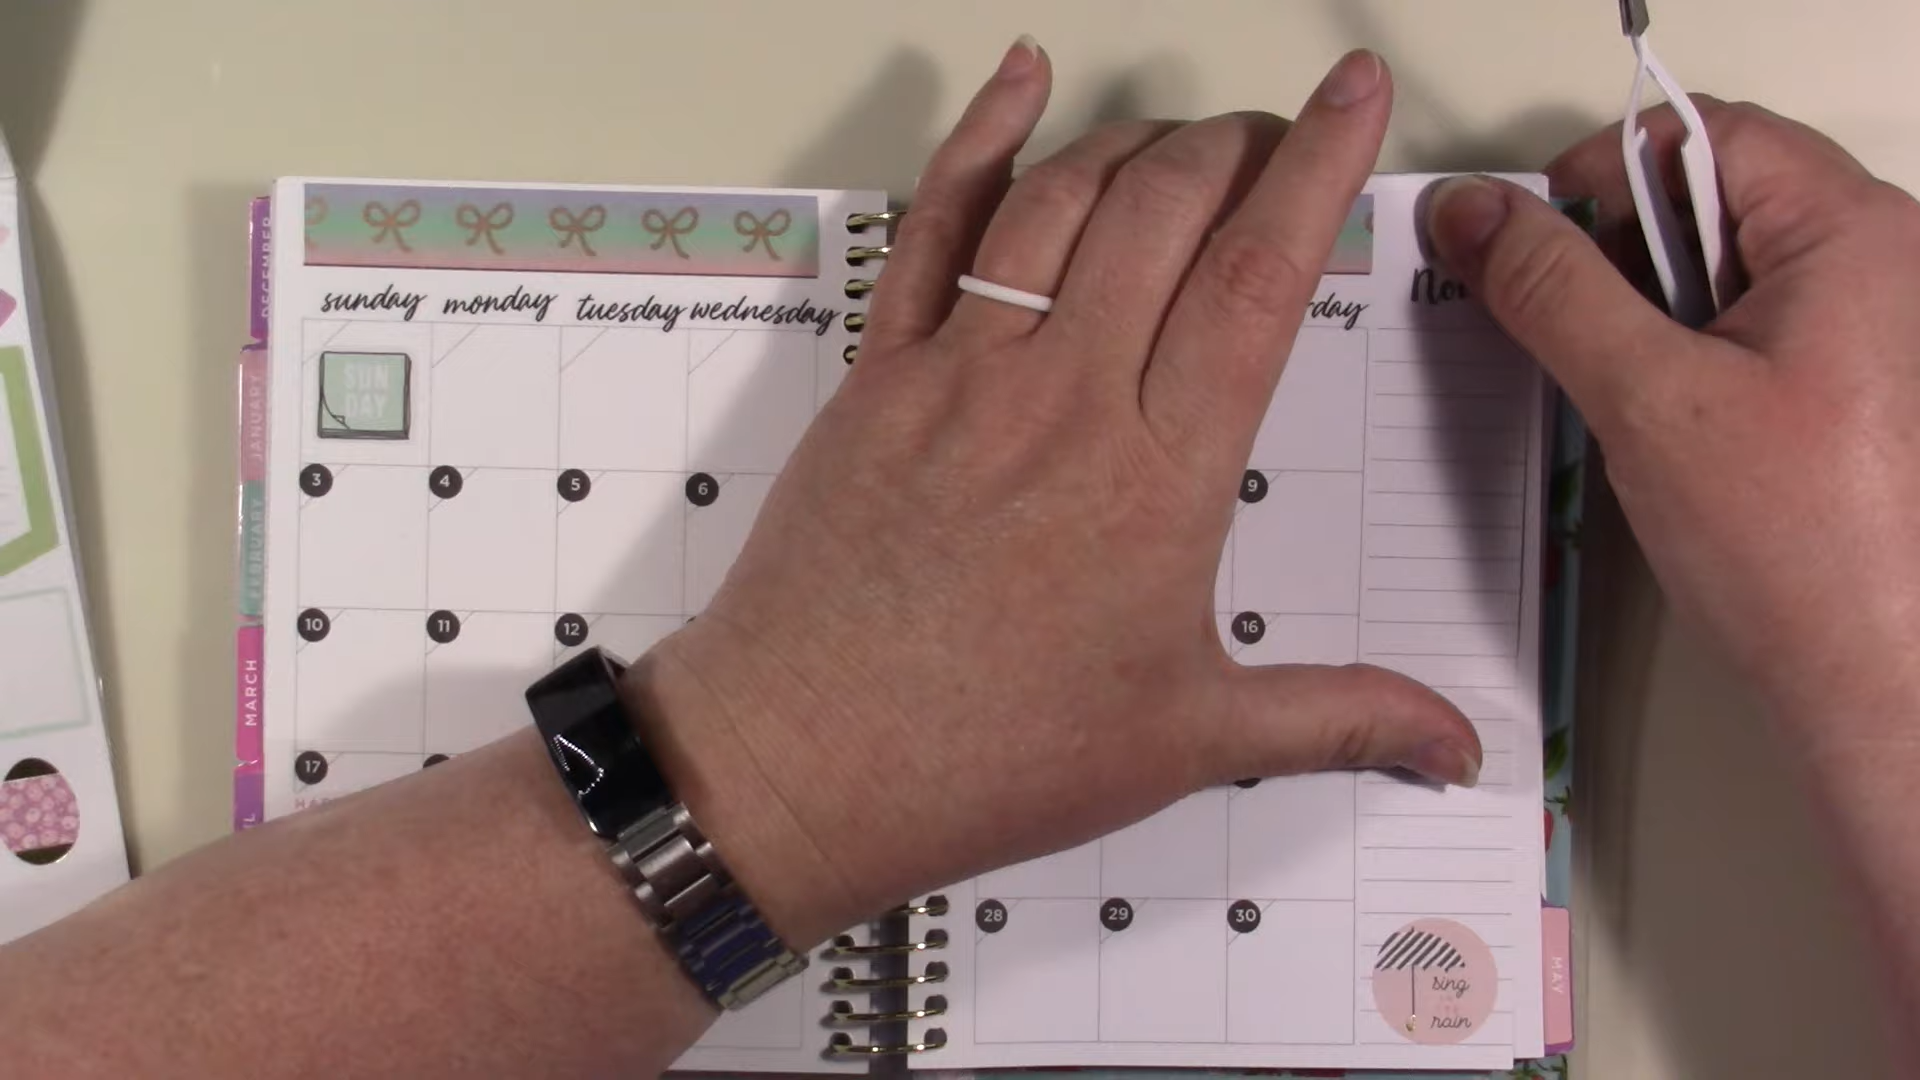 DECEMBER
JANUARY
FEBRUARY
MARCH
sunday monday tuesday wednesday
SUN
DAY
3 4 5 6 9
10 11 12 16
17
28 29 30
sing
rain
MAY